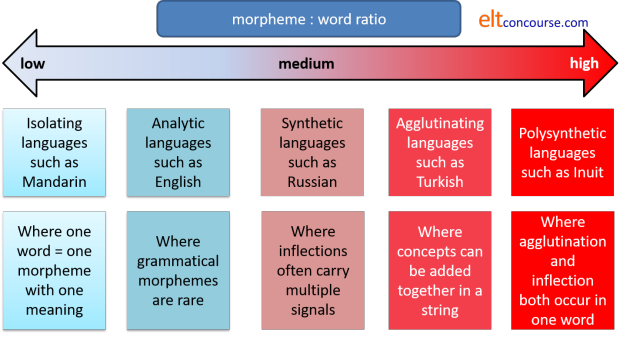 morpheme : word ratio
eltconcourse.com
low
medium
high
Isolating
languages
such as
Mandarin
Analytic
languages
such as
English
Synthetic
languages
such as
Russian
Agglutinating
languages
such as
Turkish
Polysynthetic
languages
such as Inuit
Where one
word = one
morpheme
with one
meaning
Where
grammatical
morphemes
are rare
Where
inflections
often carry
multiple
signals
Where
concepts can
be added
together in a
string
Where
agglutination
and
inflection
both occur in
one word